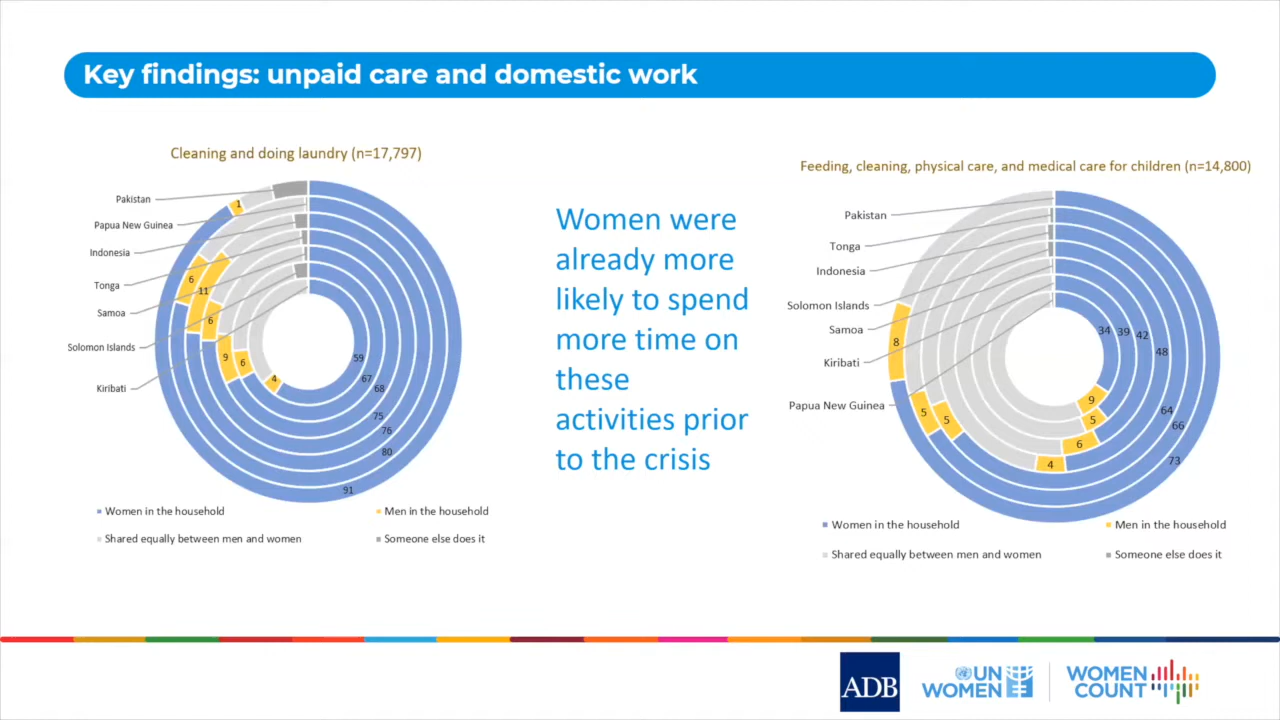 Key findings: unpaid care and domestic work
Cleaning and doing laundry (n=17,797)
Pakistan
Papua New Guinea
Indonesia
Tonga
Samoa
Solomon Islands
Kiribati
1
6
11
6
9
6
4
59
67
68
75
76
80
91
Women in the household
Men in the household
Shared equally between men and women
Someone else does it
Women were
already more
likely to spend
more time on
these
activities prior
to the crisis
Feeding, cleaning, physical care, and medical care for children (n=14,800)
Pakistan
Tonga
Indonesia
Solomon Islands
Samoa
Kiribati
Papua New Guinea
8
5
5
4
6
5
9
34
39
42
48
64
66
73
Women in the household
Men in the household
Shared equally between men and women
Someone else does it
ADB
UN
WOMEN
WOMEN
COUNT